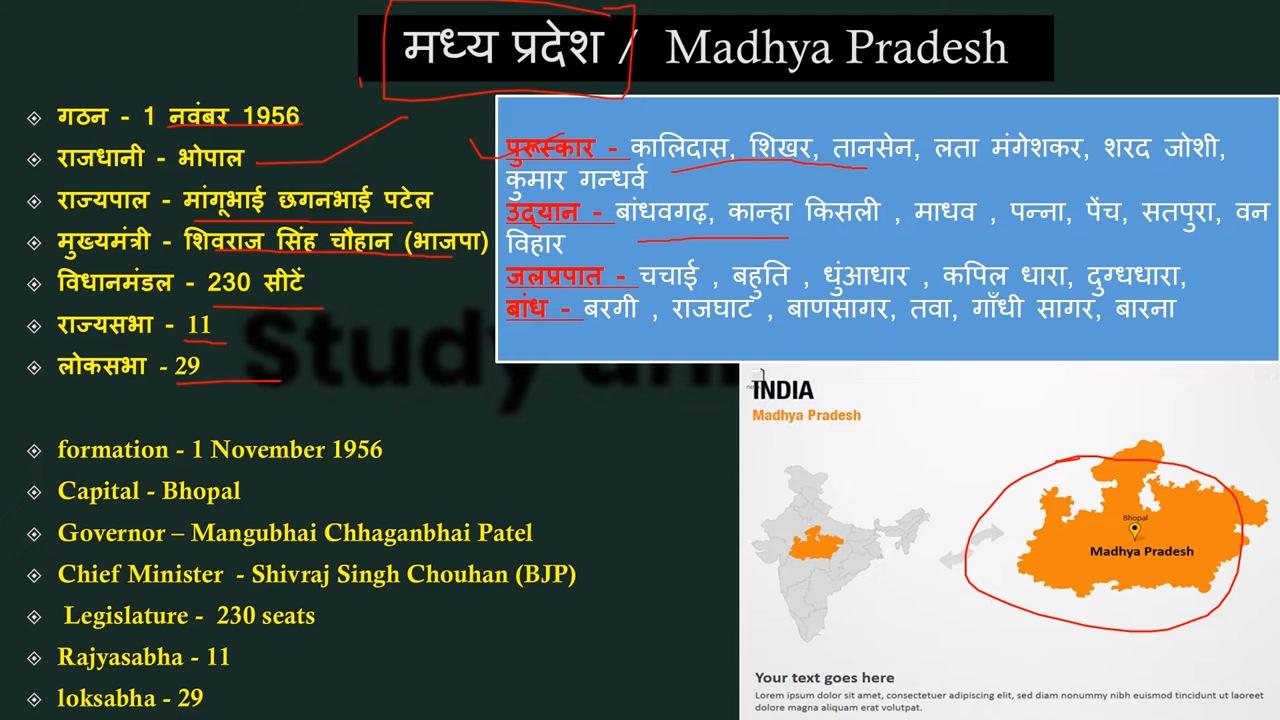 मध्य प्रदेश / Madhya Pradesh
गठन - 1 नवंबर 1956
राजधानी - भोपाल
राज्यपाल - मांगूभाई छगनभाई पटेल
मुख्यमंत्री - शिवराज सिंह चौहान (भाजपा)
विधानमंडल - 230 सीटें
राज्यसभा - 11
लोकसभा - 29
formation - 1 November 1956
Capital - Bhopal
Governor – Mangubhai Chhaganbhai Patel
Chief Minister - Shivraj Singh Chouhan (BJP)
Legislature - 230 seats
Rajyasabha - 11
loksabha - 29
पुरुस्कार - कालिदास, शिखर, तानसेन, लता मंगेशकर, शरद जोशी,
कुमार गन्धर्व
उद्यान - बांधवगढ़, कान्हा किसली , माधव , पन्ना, पेंच, सतपुरा, वन
विहार
जलप्रपात - चचाई , बहुति , धुंआधार , कपिल धारा, दुग्धधारा,
बांध - बरगी , राजघाट , बाणसागर, तवा, गाँधी सागर, बारना
Study
INDIA
Madhya Pradesh
Bhopal
Madhya Pradesh
Your text goes here
Lorem ipsum dolor sit amet, consectetuer adipiscing elit, sed diam nonummy nibh euismod tincidunt ut laoreet
dolore magna aliquam erat volutpat.